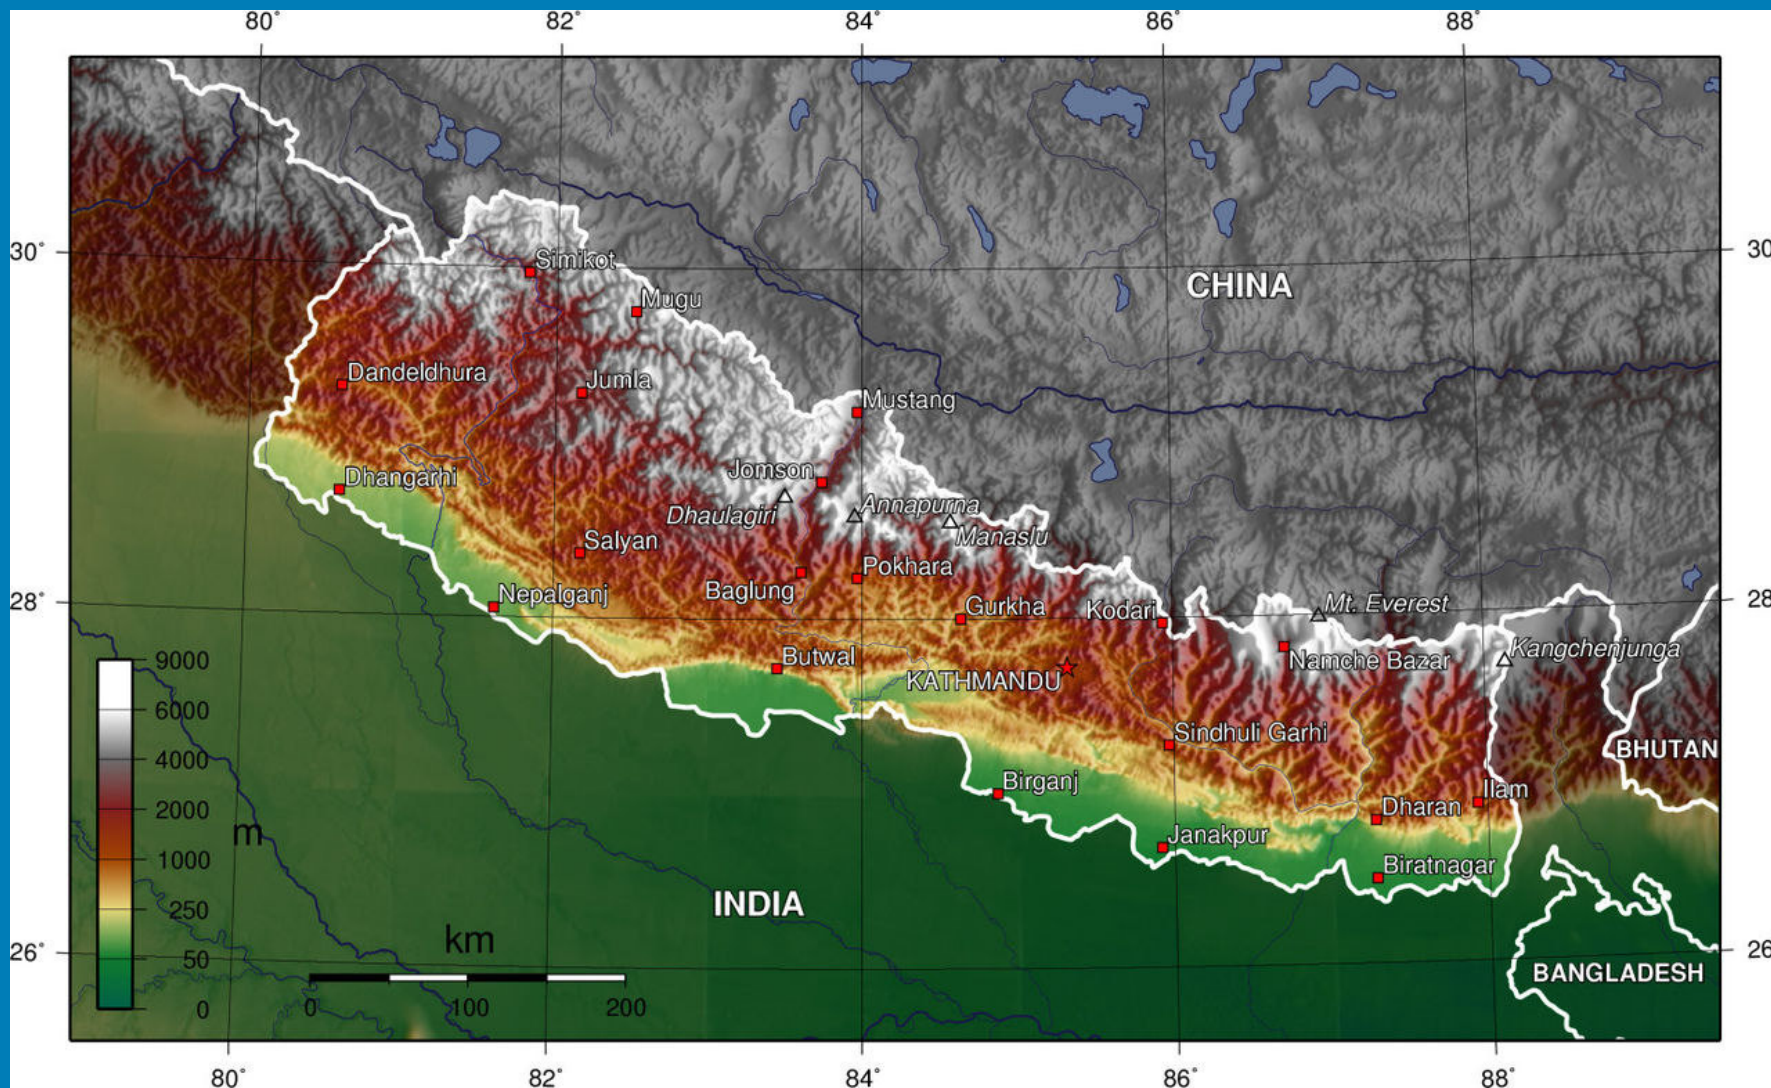 80°
82°
84°
86°
88°
30°
30
CHINA
Simikot
Mugu
Dandeldhura
Jumla
Mustang
Jomson
Dhangarhi
Dhaulagiri
Annapurna
Manaslu
Salyan
Pokhara
Baglung
Nepalganj
Gurkha
Kodari
Mt. Everest
28°
28
Butwal
KATHMANDU
Namche Bazar
Kangchenjunga
Sindhuli Garhi
BHUTAN
Birganj
Ilam
Dharan
Janakpur
Biratnagar
INDIA
BANGLADESH
9000
6000
4000
2000
m
1000
250
50
0
km
0
100
200
26°
26
80°
82°
84°
86°
88°